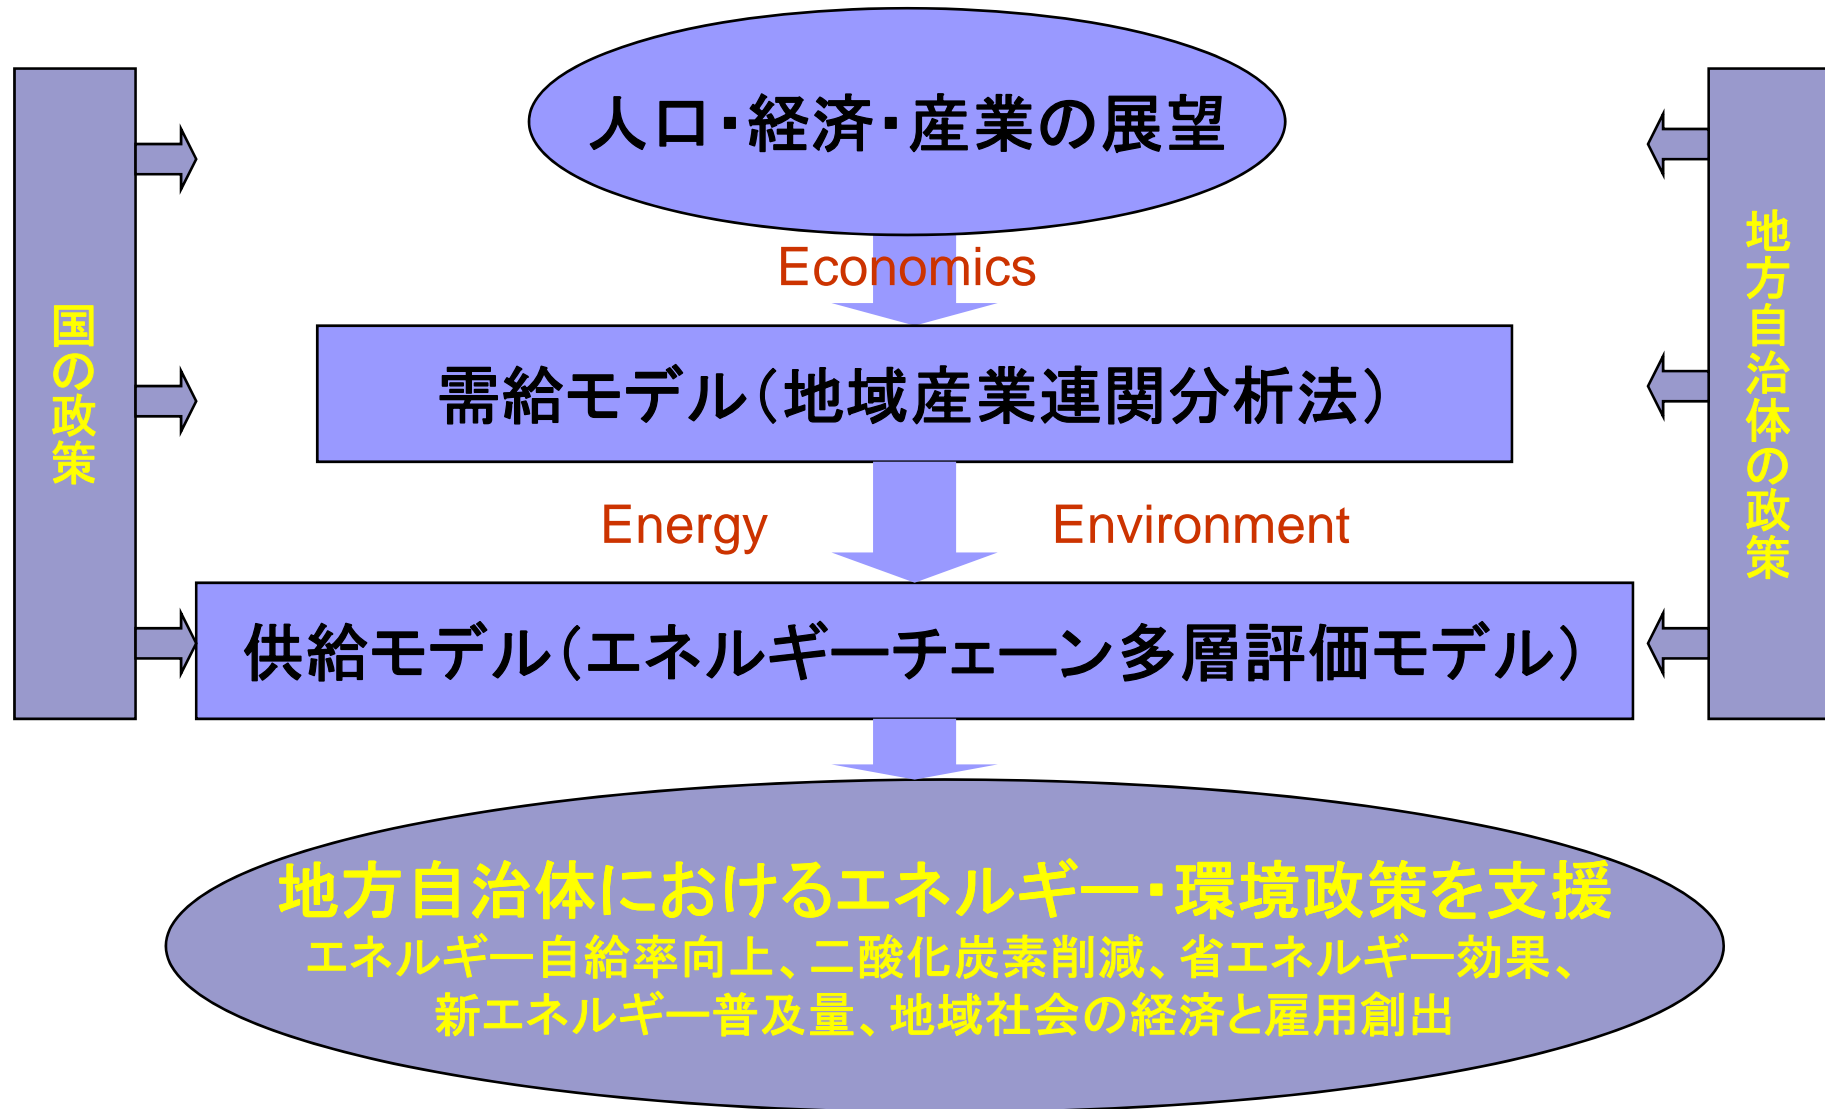 人口・経済・産業の展望
Economics
国の政策
地方自治体の政策
需給モデル（地域産業連関分析法）
Energy
Environment
供給モデル（エネルギーチェーン多層評価モデル）
地方自治体におけるエネルギー・環境政策を支援
エネルギー自給率向上、二酸化炭素削減、省エネルギー効果、
新エネルギー普及量、地域社会の経済と雇用創出